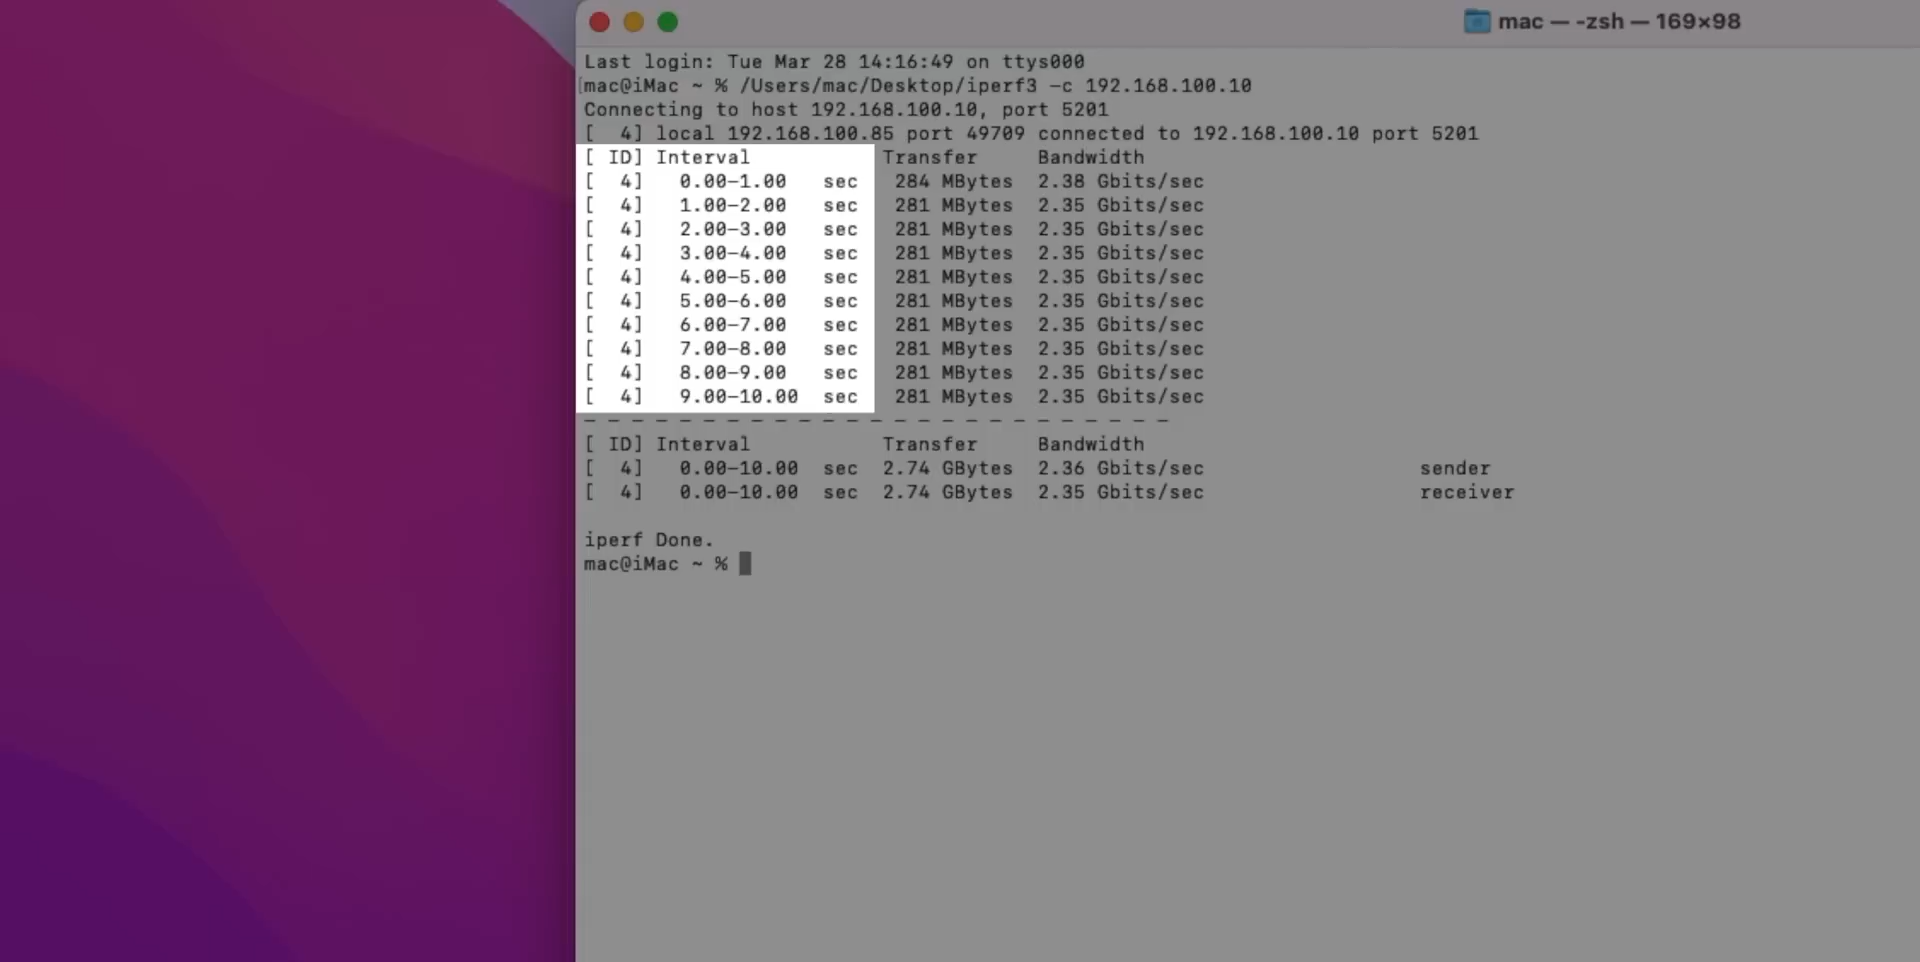 mac — -zsh — 169×98
Last login: Tue Mar 28 14:16:49 on ttys000
[mac@iMac ~ % /Users/mac/Desktop/iperf3 -c 192.168.100.10
Connecting to host 192.168.100.10, port 5201
[  4] local 192.168.100.85 port 49709 connected to 192.168.100.10 port 5201
[ ID] Interval           Transfer     Bandwidth
[  4]   0.00-1.00   sec   284 MBytes  2.38 Gbits/sec
[  4]   1.00-2.00   sec   281 MBytes  2.35 Gbits/sec
[  4]   2.00-3.00   sec   281 MBytes  2.35 Gbits/sec
[  4]   3.00-4.00   sec   281 MBytes  2.35 Gbits/sec
[  4]   4.00-5.00   sec   281 MBytes  2.35 Gbits/sec
[  4]   5.00-6.00   sec   281 MBytes  2.35 Gbits/sec
[  4]   6.00-7.00   sec   281 MBytes  2.35 Gbits/sec
[  4]   7.00-8.00   sec   281 MBytes  2.35 Gbits/sec
[  4]   8.00-9.00   sec   281 MBytes  2.35 Gbits/sec
[  4]   9.00-10.00  sec   281 MBytes  2.35 Gbits/sec
- - - - - - - - - - - - - - - - - - - - - - - - -
[ ID] Interval           Transfer     Bandwidth
[  4]   0.00-10.00  sec  2.74 GBytes  2.36 Gbits/sec                  sender
[  4]   0.00-10.00  sec  2.74 GBytes  2.35 Gbits/sec                  receiver
iperf Done.
mac@iMac ~ %